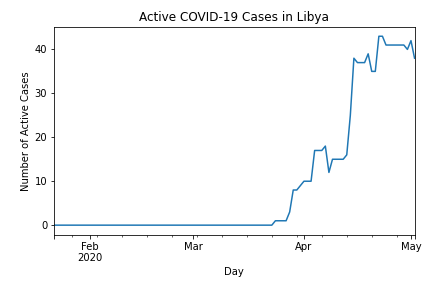 Active COVID-19 Cases in Libya
Number of Active Cases
40
30
20
10
0
Feb
2020
Mar
Apr
May
Day